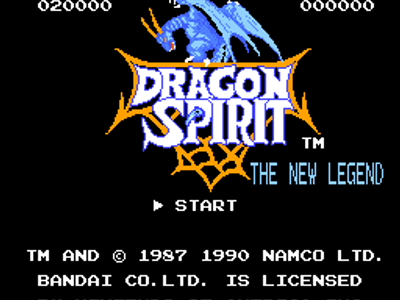 020000 000000
DRAGON
SPIRIT TM
THE NEW LEGEND
START
TM AND © 1987 1990 NAMCO LTD.
BANDAI CO.LTD. IS LICENSED